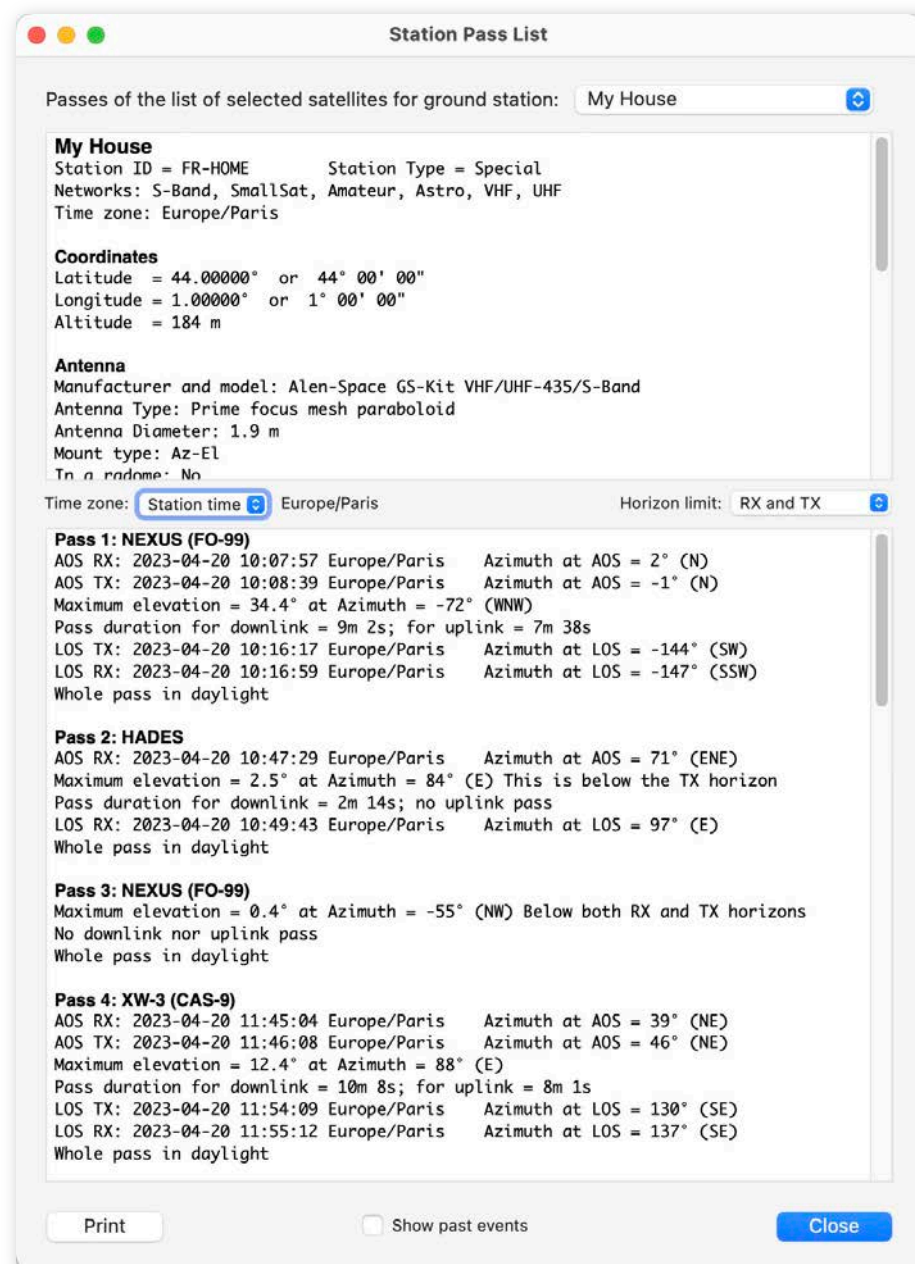 Station Pass List
Passes of the list of selected satellites for ground station: My House
My House
Station ID = FR-HOME Station Type = Special
Networks: S-Band, SmallSat, Amateur, Astro, VHF, UHF
Time zone: Europe/Paris
Coordinates
Latitude = 44.00000° or 44° 00' 00"
Longitude = 1.00000° or 1° 00' 00"
Altitude = 184 m
Antenna
Manufacturer and model: Alen-Space GS-Kit VHF/UHF-435/S-Band
Antenna Type: Prime focus mesh paraboloid
Antenna Diameter: 1.9 m
Mount type: Az-El
In a radome: No
Time zone: Station time Europe/Paris Horizon limit: RX and TX
Pass 1: NEXUS (FO-99)
AOS RX: 2023-04-20 10:07:57 Europe/Paris Azimuth at AOS = 2° (N)
AOS TX: 2023-04-20 10:08:39 Europe/Paris Azimuth at AOS = -1° (N)
Maximum elevation = 34.4° at Azimuth = -72° (WNW)
Pass duration for downlink = 9m 2s; for uplink = 7m 38s
LOS TX: 2023-04-20 10:16:17 Europe/Paris Azimuth at LOS = -144° (SW)
LOS RX: 2023-04-20 10:16:59 Europe/Paris Azimuth at LOS = -147° (SSW)
Whole pass in daylight
Pass 2: HADES
AOS RX: 2023-04-20 10:47:29 Europe/Paris Azimuth at AOS = 71° (ENE)
Maximum elevation = 2.5° at Azimuth = 84° (E) This is below the TX horizon
Pass duration for downlink = 2m 14s; no uplink pass
LOS RX: 2023-04-20 10:49:43 Europe/Paris Azimuth at LOS = 97° (E)
Whole pass in daylight
Pass 3: NEXUS (FO-99)
Maximum elevation = 0.4° at Azimuth = -55° (NW) Below both RX and TX horizons
No downlink nor uplink pass
Whole pass in daylight
Pass 4: XW-3 (CAS-9)
AOS RX: 2023-04-20 11:45:04 Europe/Paris Azimuth at AOS = 39° (NE)
AOS TX: 2023-04-20 11:46:08 Europe/Paris Azimuth at AOS = 46° (NE)
Maximum elevation = 12.4° at Azimuth = 88° (E)
Pass duration for downlink = 10m 8s; for uplink = 8m 1s
LOS TX: 2023-04-20 11:54:09 Europe/Paris Azimuth at LOS = 130° (SE)
LOS RX: 2023-04-20 11:55:12 Europe/Paris Azimuth at LOS = 137° (SE)
Whole pass in daylight
Print Show past events Close